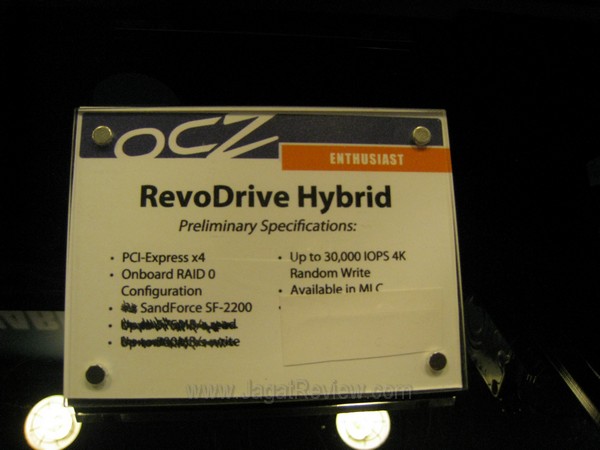 OCZ
ENTHUSIAST
RevoDrive Hybrid
Preliminary Specifications:
• PCI-Express x4
• Onboard RAID 0
Configuration
• SandForce SF-2200
• Up to 30,000 IOPS 4K
Random Write
• Available in MLC
www.JagatReview.com